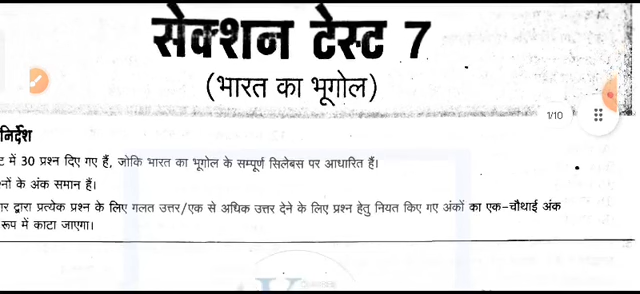 सेक्शन टेस्ट 7
(भारत का भूगोल)
1/10
निर्देश
ट में 30 प्रश्न दिए गए हैं, जोकि भारत का भूगोल के सम्पूर्ण सिलेबस पर आधारित हैं।
नों के अंक समान हैं।
ार द्वारा प्रत्येक प्रश्न के लिए गलत उत्तर/एक से अधिक उत्तर देने के लिए प्रश्न हेतु नियत किए गए अंकों का एक-चौथाई अंक
रूप में काटा जाएगा।